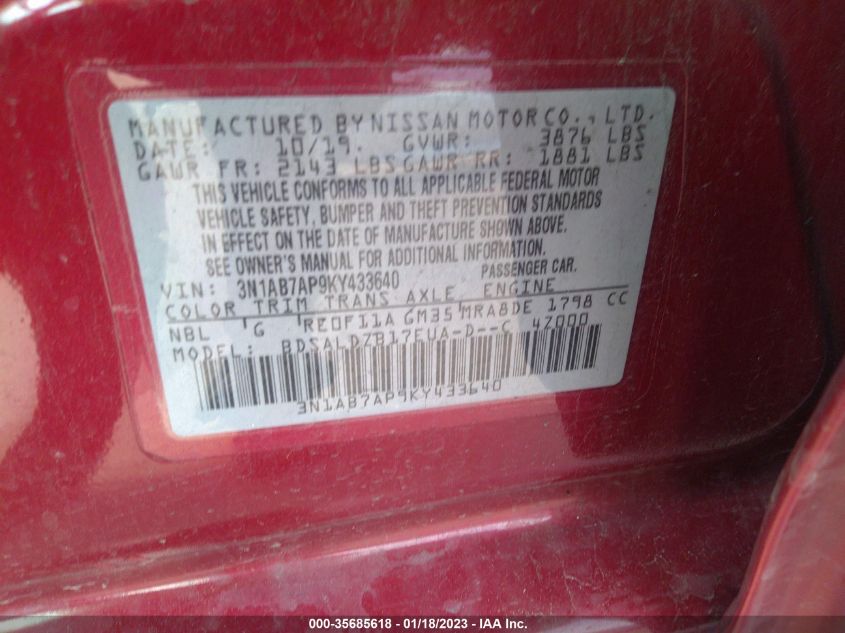 MANUFACTURED BY NISSAN MOTOR CO., LTD.
DATE: 10/19. GVWR: 3876 LBS
GAWR FR: 2143 LBS GAWR RR: 1881 LBS
THIS VEHICLE CONFORMS TO ALL APPLICABLE FEDERAL MOTOR
VEHICLE SAFETY, BUMPER AND THEFT PREVENTION STANDARDS
IN EFFECT ON THE DATE OF MANUFACTURE SHOWN ABOVE.
SEE OWNER'S MANUAL FOR ADDITIONAL INFORMATION.
VIN: 3N1AB7AP9KY433640 PASSENGER CAR.
COLOR TRIM TRANS AXLE ENGINE
NBL G RE0F11A GM35 MRA8DE 1798 CC
MODEL: BDSALDZB17EUA-D--C 4Z000
3N1AB7AP9KY433640
000-35685618 / 01/18/2023 - IAA Inc.